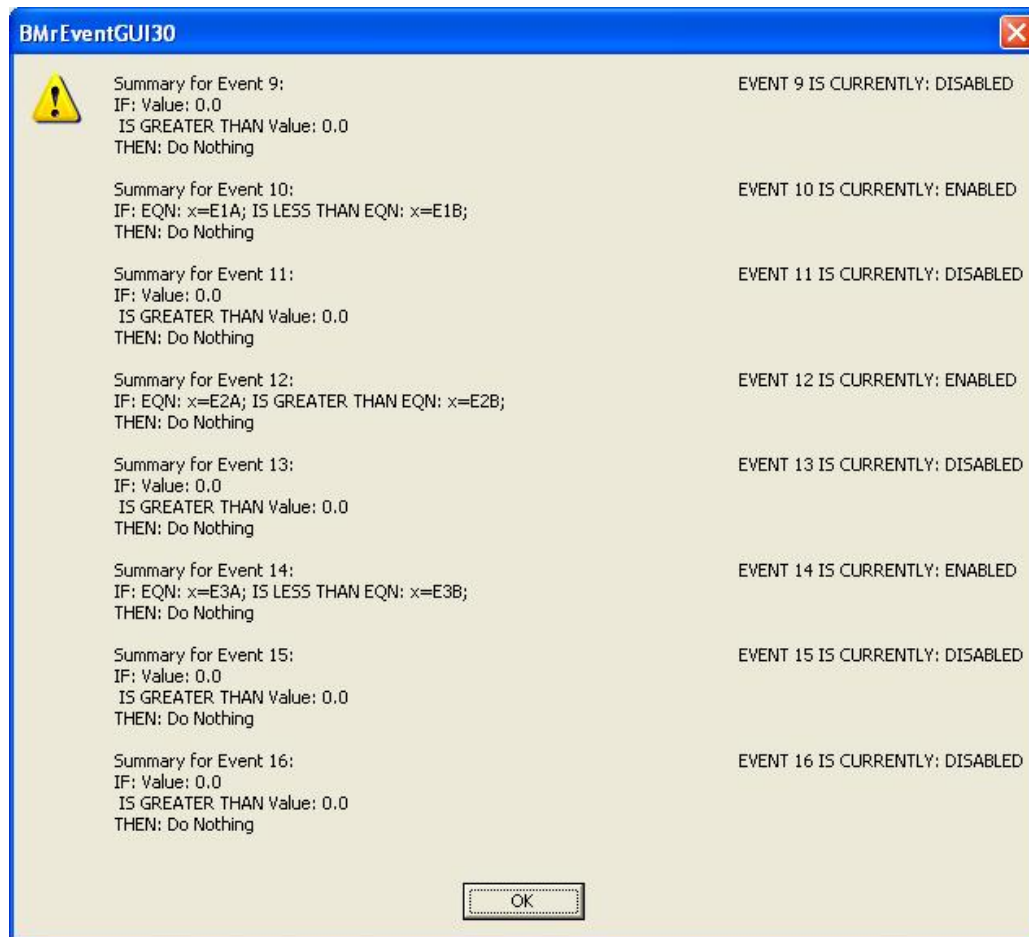 BMrEventGUI30
Summary for Event 9: EVENT 9 IS CURRENTLY: DISABLED
IF: Value: 0.0
IS GREATER THAN Value: 0.0
THEN: Do Nothing
Summary for Event 10: EVENT 10 IS CURRENTLY: ENABLED
IF: EQN: x=E1A; IS LESS THAN EQN: x=E1B;
THEN: Do Nothing
Summary for Event 11: EVENT 11 IS CURRENTLY: DISABLED
IF: Value: 0.0
IS GREATER THAN Value: 0.0
THEN: Do Nothing
Summary for Event 12: EVENT 12 IS CURRENTLY: ENABLED
IF: EQN: x=E2A; IS GREATER THAN EQN: x=E2B;
THEN: Do Nothing
Summary for Event 13: EVENT 13 IS CURRENTLY: DISABLED
IF: Value: 0.0
IS GREATER THAN Value: 0.0
THEN: Do Nothing
Summary for Event 14: EVENT 14 IS CURRENTLY: ENABLED
IF: EQN: x=E3A; IS LESS THAN EQN: x=E3B;
THEN: Do Nothing
Summary for Event 15: EVENT 15 IS CURRENTLY: DISABLED
IF: Value: 0.0
IS GREATER THAN Value: 0.0
THEN: Do Nothing
Summary for Event 16: EVENT 16 IS CURRENTLY: DISABLED
IF: Value: 0.0
IS GREATER THAN Value: 0.0
THEN: Do Nothing
OK